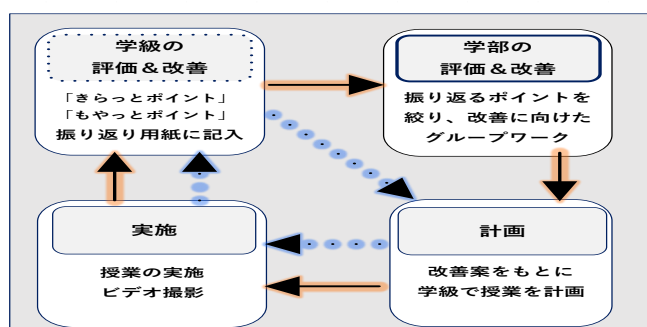 学級の
評価＆改善
「きらっとポイント」
「もやっとポイント」
振り返り用紙に記入
学部の
評価＆改善
振り返るポイントを
絞り、改善に向けた
グループワーク
実施
授業の実施
ビデオ撮影
計画
改善案をもとに
学級で授業を計画